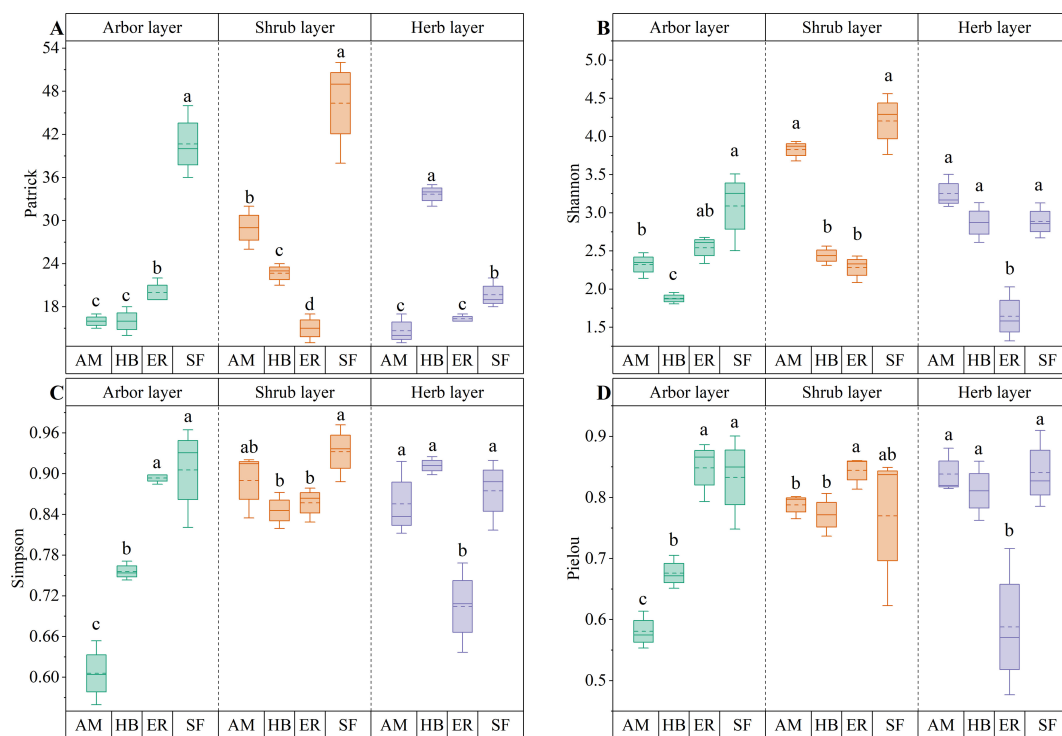 A
Arbor layer Shrub layer Herb layer
54
48
42
36
30
24
18
Patrick
c c b a
b c d a
c a c b
AM HB ER SF AM HB ER SF AM HB ER SF
B
Arbor layer Shrub layer Herb layer
5.0
4.5
4.0
3.5
3.0
2.5
2.0
1.5
Shannon
b c ab a
a b b a
a a b a
AM HB ER SF AM HB ER SF AM HB ER SF
C
Arbor layer Shrub layer Herb layer
0.96
0.90
0.84
0.78
0.72
0.66
0.60
Simpson
c b a a
ab b b a
a a b a
AM HB ER SF AM HB ER SF AM HB ER SF
D
Arbor layer Shrub layer Herb layer
0.9
0.8
0.7
0.6
0.5
Pielou
c b a a
b b a ab
a a b a
AM HB ER SF AM HB ER SF AM HB ER SF